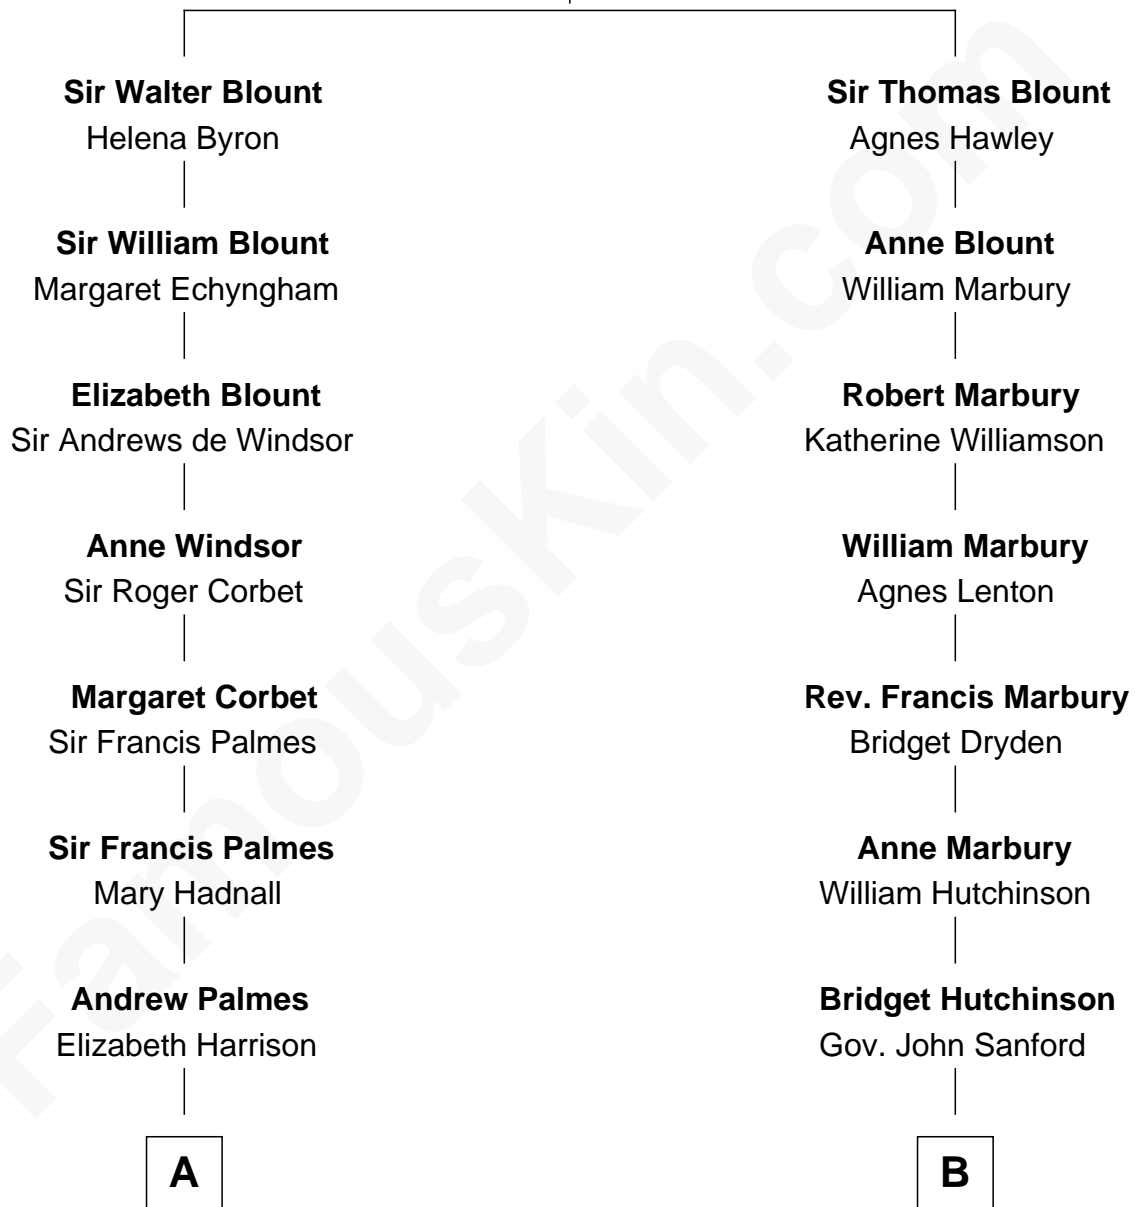 Sir Walter Blount
Helena Byron
Sir William Blount
Margaret Echyngham
Elizabeth Blount
Sir Andrews de Windsor
Anne Windsor
Sir Roger Corbet
Margaret Corbet
Sir Francis Palmes
Sir Francis Palmes
Mary Hadnall
Andrew Palmes
Elizabeth Harrison
A
Sir Thomas Blount
Agnes Hawley
Anne Blount
William Marbury
Robert Marbury
Katherine Williamson
William Marbury
Agnes Lenton
Rev. Francis Marbury
Bridget Dryden
Anne Marbury
William Hutchinson
Bridget Hutchinson
Gov. John Sanford
B
FamousKin.com